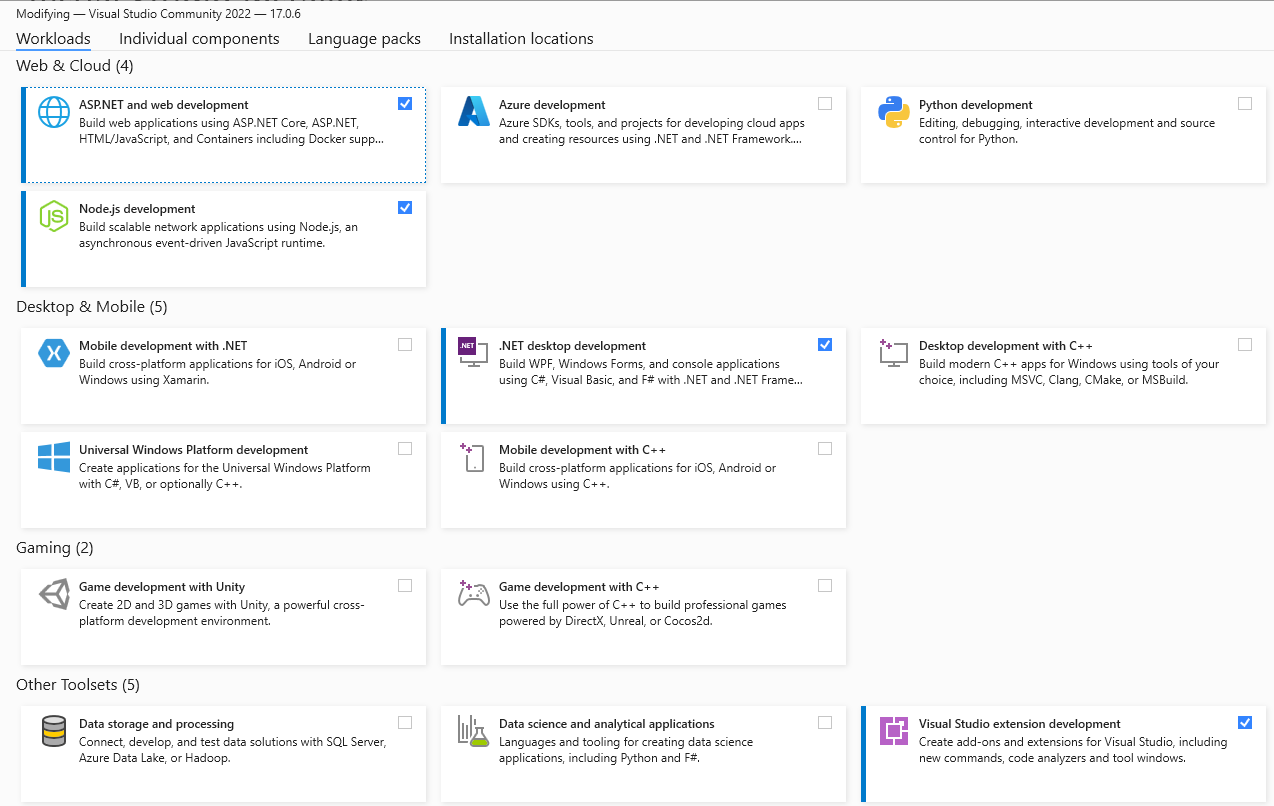 Modifying — Visual Studio Community 2022 — 17.0.6
Workloads Individual components Language packs Installation locations
Web & Cloud (4)
ASP.NET and web development
Build web applications using ASP.NET Core, ASP.NET,
HTML/JavaScript, and Containers including Docker supp...
Azure development
Azure SDKs, tools, and projects for developing cloud apps
and creating resources using .NET and .NET Framework....
Python development
Editing, debugging, interactive development and source
control for Python.
JS
Node.js development
Build scalable network applications using Node.js, an
asynchronous event-driven JavaScript runtime.
Desktop & Mobile (5)
Mobile development with .NET
Build cross-platform applications for iOS, Android or
Windows using Xamarin.
.NET
.NET desktop development
Build WPF, Windows Forms, and console applications
using C#, Visual Basic, and F# with .NET and .NET Frame...
Desktop development with C++
Build modern C++ apps for Windows using tools of your
choice, including MSVC, Clang, CMake, or MSBuild.
Universal Windows Platform development
Create applications for the Universal Windows Platform
with C#, VB, or optionally C++.
Mobile development with C++
Build cross-platform applications for iOS, Android or
Windows using C++.
Gaming (2)
Game development with Unity
Create 2D and 3D games with Unity, a powerful cross-
platform development environment.
Game development with C++
Use the full power of C++ to build professional games
powered by DirectX, Unreal, or Cocos2d.
Other Toolsets (5)
Data storage and processing
Connect, develop, and test data solutions with SQL Server,
Azure Data Lake, or Hadoop.
Data science and analytical applications
Languages and tooling for creating data science
applications, including Python and F#.
Visual Studio extension development
Create add-ons and extensions for Visual Studio, including
new commands, code analyzers and tool windows.